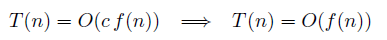 T(n) = O(c f(n)) ⟹ T(n) = O(f(n))